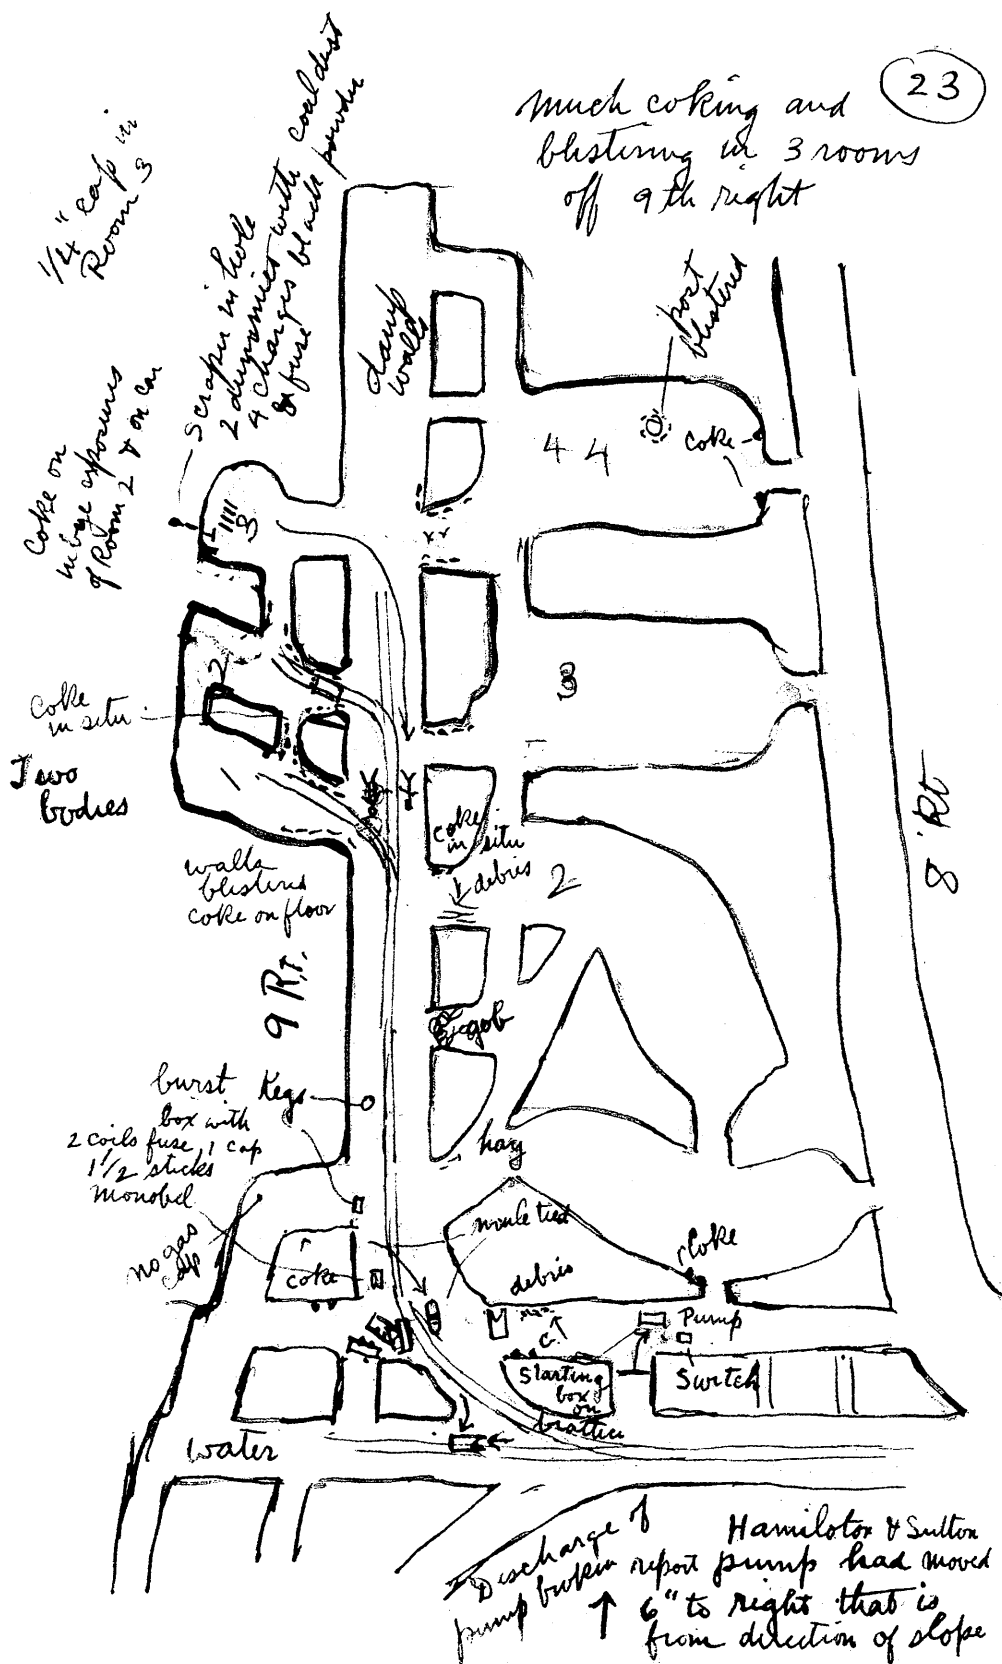 23
Much coking and
blistering in 3 rooms
off 9th right
1/4" cap in
Room 3
Scraper in hole
2 dummies with coal dust
4 charges black powder
& fuse
damp
walls
post
blistered
4 4
Coke
Coke on
in bye exposures
of Room 2 & on car
3
2
3
Coke
in situ
Two
bodies
1
coke
in situ
debris
2
walls
blistered
coke on floor
8 Rt
9 Rt.
gob
burst Kegs
box with
2 coils fuse, 1 cap
1 1/2 sticks
monobel
hay
mule tied
no gas
cap
coke
debris
Coke
Pump
C.
Starting
box
on
brattice
Switch
water
Discharge of
pump broken
Hamiloton & Sutton
report pump had moved
6" to right that is
from direction of slope